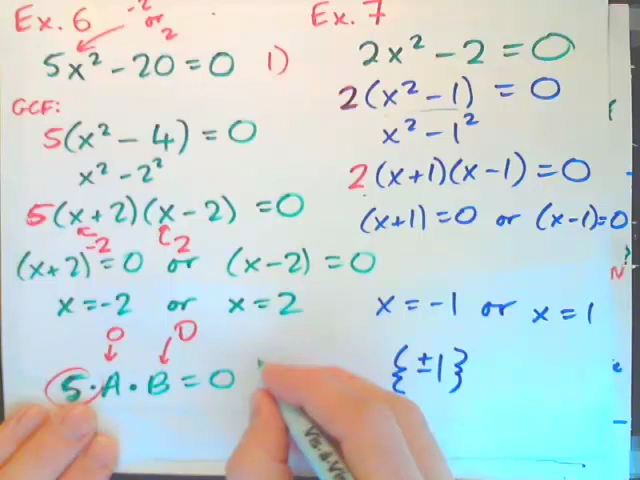 Ex. 6
-2 or 2
5x² - 20 = 0 1)
GCF:
5(x² - 4) = 0
x² - 2²
5(x + 2)(x - 2) = 0
-2 2
(x+2) = 0 or (x-2) = 0
x = -2 or x = 2
0 0
5 · A · B = 0
Ex. 7
2x² - 2 = 0
2(x² - 1) = 0
x² - 1²
2(x+1)(x-1) = 0
(x+1) = 0 or (x-1) = 0
x = -1 or x = 1
{±1}